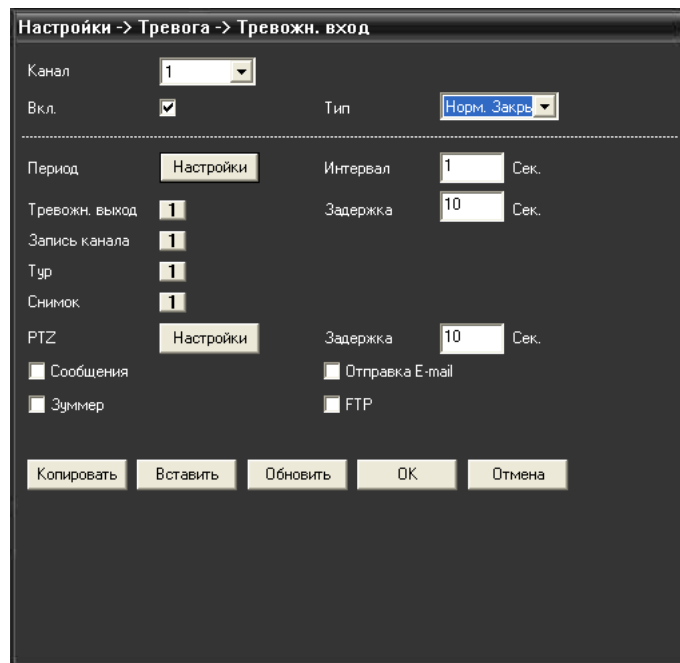 Настройки -> Тревога -> Тревожн. вход
Канал 1
Вкл. Тип Норм. Закры
Период Настройки Интервал 1 Сек.
Тревожн. выход 1 Задержка 10 Сек.
Запись канала 1
Тур 1
Снимок 1
PTZ Настройки Задержка 10 Сек.
Сообщения Отправка E-mail
Зуммер FTP
Копировать Вставить Обновить OK Отмена